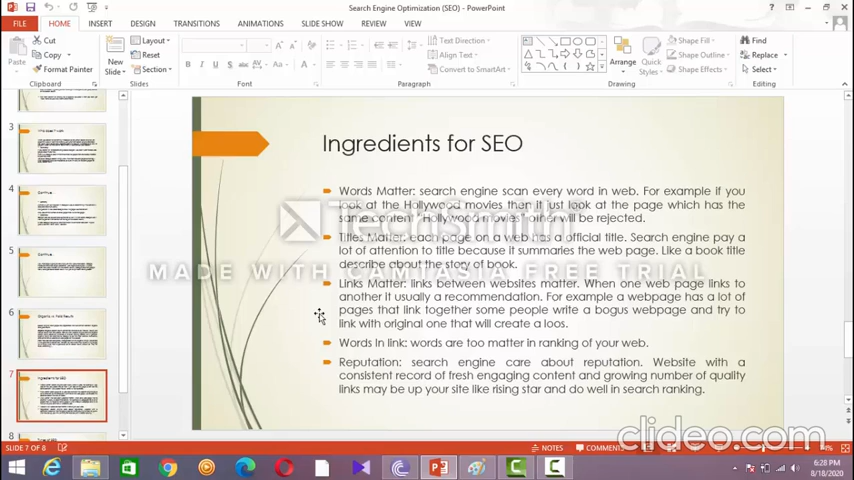 Search Engine Optimization (SEO) - PowerPoint
FILE HOME INSERT DESIGN TRANSITIONS ANIMATIONS SLIDE SHOW REVIEW VIEW
Cut
Copy
Format Painter
Paste
Clipboard
New
Slide
Layout
Reset
Section
Slides
Font
Text Direction
Align Text
Convert to SmartArt
Paragraph
Arrange
Quick
Styles
Shape Fill
Shape Outline
Shape Effects
Drawing
Find
Replace
Select
Editing
3
4
5
6
7
8
Ingredients for SEO
Words Matter: search engine scan every word in web. For example if you
look at the Hollywood movies then it just look at the page which has the
same content "Hollywood movies" other will be rejected.
Titles Matter: each page on a web has a official title. Search engine pay a
lot of attention to title because it summaries the web page. Like a book title
describe about the story of book.
Links Matter: links between websites matter. When one web page links to
another it usually a recommendation. For example a webpage has a lot of
pages that link together some people write a bogus webpage and try to
link with original one that will create a loos.
Words In link: words are too matter in ranking of your web.
Reputation: search engine care about reputation. Website with a
consistent record of fresh engaging content and growing number of quality
links may be up your site like rising star and do well in search ranking.
TechSmith
MADE WITH CAMTASIA FREE TRIAL
clideo.com
SLIDE 7 OF 8
NOTES
COMMENTS
6:28 PM
8/18/2020